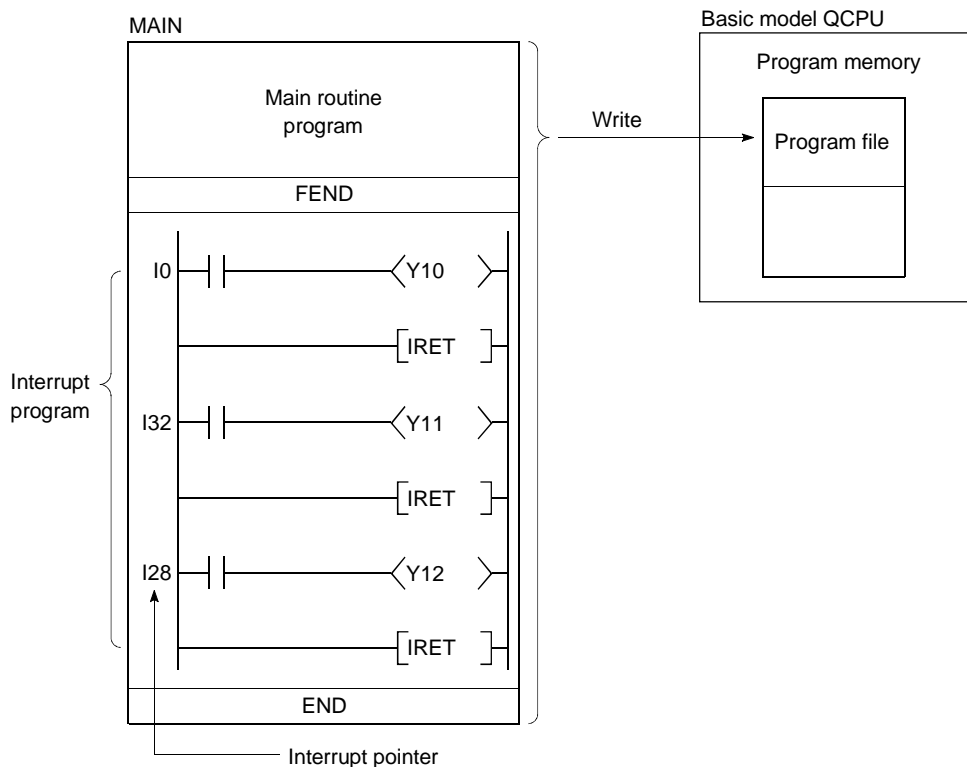 MAIN
Basic model QCPU
Program memory
Main routine
program
Write
Program file
FEND
I0
Y10
IRET
Interrupt
program
I32
Y11
IRET
I28
Y12
IRET
END
Interrupt pointer